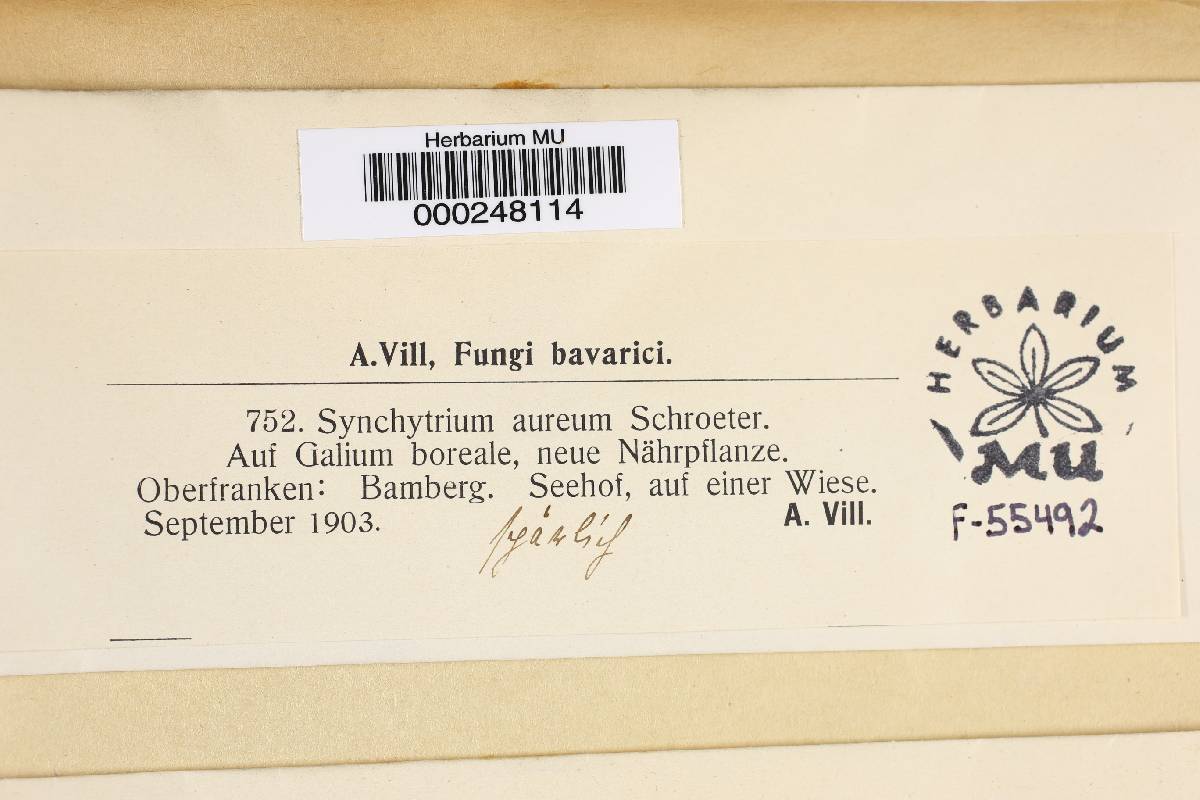 Herbarium MU
000248114
A.Vill, Fungi bavarici.
752. Synchytrium aureum Schroeter.
Auf Galium boreale, neue Nährpflanze.
Oberfranken: Bamberg. Seehof, auf einer Wiese.
September 1903. A. Vill.
spärlich
HERBARIUM
MU
F-55492